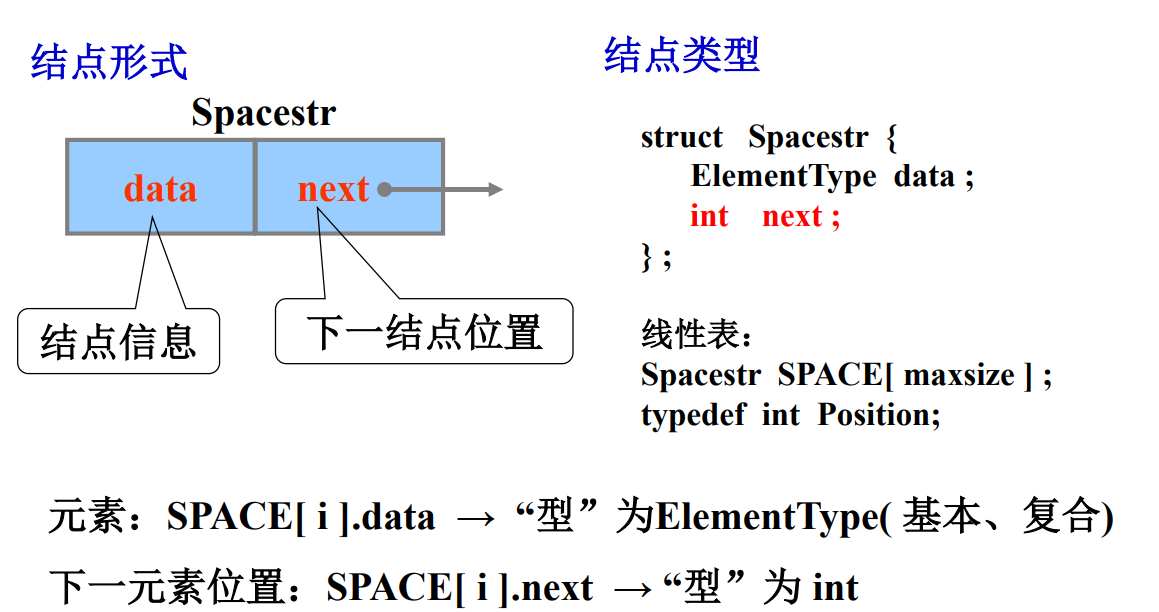 结点形式
Spacestr
data next
结点信息
下一结点位置
结点类型
struct Spacestr {
ElementType data ;
int next ;
} ;
线性表：
Spacestr SPACE[ maxsize ] ;
typedef int Position;
元素：SPACE[ i ].data → “型”为ElementType( 基本、复合)
下一元素位置：SPACE[ i ].next → “型”为 int